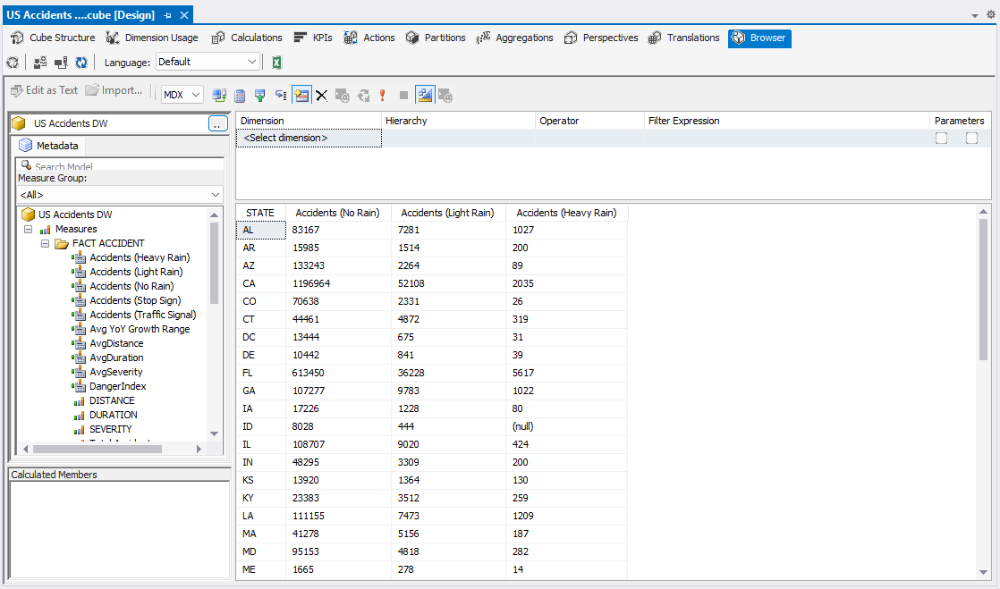 US Accidents ....cube [Design]
Cube Structure Dimension Usage Calculations KPIs Actions Partitions Aggregations Perspectives Translations Browser
Language: Default
Edit as Text Import... MDX
US Accidents DW ..
Metadata
Search Model
Measure Group:
<All>
US Accidents DW
Measures
FACT ACCIDENT
Accidents (Heavy Rain)
Accidents (Light Rain)
Accidents (No Rain)
Accidents (Stop Sign)
Accidents (Traffic Signal)
Avg YoY Growth Range
AvgDistance
AvgDuration
AvgSeverity
DangerIndex
DISTANCE
DURATION
SEVERITY
Calculated Members
Dimension Hierarchy Operator Filter Expression Parameters
<Select dimension>
STATE Accidents (No Rain) Accidents (Light Rain) Accidents (Heavy Rain)
AL 83167 7281 1027
AR 15985 1514 200
AZ 133243 2264 89
CA 1196964 52108 2035
CO 70638 2331 26
CT 44461 4872 319
DC 13444 675 31
DE 10442 841 39
FL 613450 36228 5617
GA 107277 9783 1022
IA 17226 1228 80
ID 8028 444 (null)
IL 108707 9020 424
IN 48295 3309 200
KS 13920 1364 130
KY 23383 3512 259
LA 111155 7473 1209
MA 41278 5156 187
MD 95153 4818 282
ME 1665 278 14